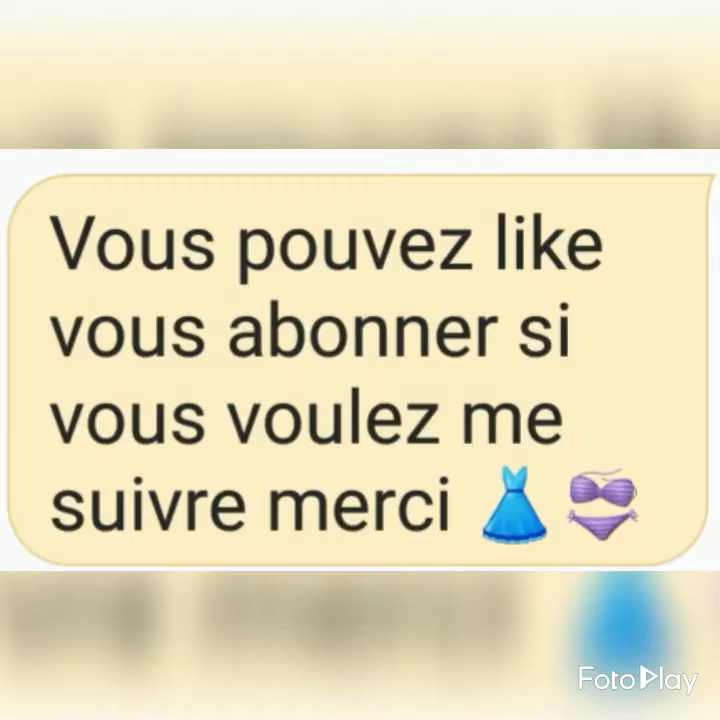 Vous pouvez like
vous abonner si
vous voulez me
suivre merci 👗👙
FotoPlay